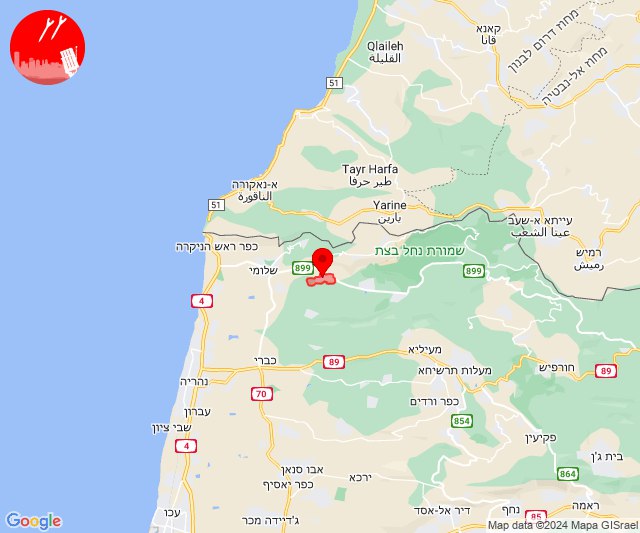 קאנא
قانا
מחוז דרום לבנון
Qlaileh
القليلة
מחוז אל-נבטיה
51
Tayr Harfa
طير حرفا
א-נאקורה
الناقورة
51
Yarine
يارين
עייתא א-שעב
عيتا الشعب
רמיש
رميش
כפר ראש הניקרה
שמורת נחל בצת
שלומי
899
899
4
מעיליא
כברי
89
חורפיש
89
מעלות תרשיחא
נהריה
70
כפר ורדים
עברון
854
שבי ציון
4
פקיעין
בית ג'ן
אבו סנאן
ירכא
864
כפר יאסיף
ראמה
עכו
ג'דיידה מכר
דיר אל-אסד
נחף
85
Google
Map data ©2024 Mapa GISrael